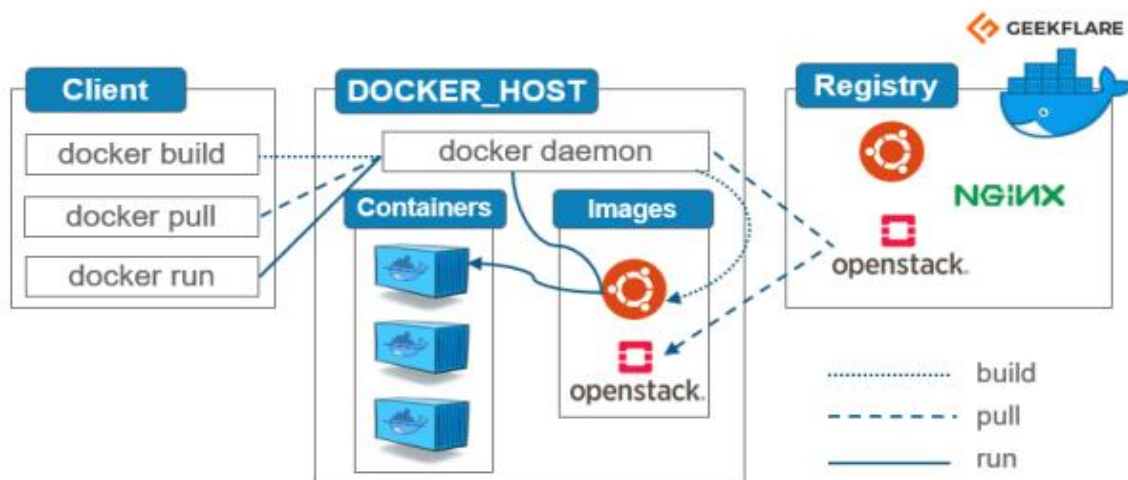 GEEKFLARE
Client
DOCKER_HOST
Registry
docker build
docker daemon
docker pull
docker run
Containers
Images
NGINX
openstack.
openstack.
build
pull
run